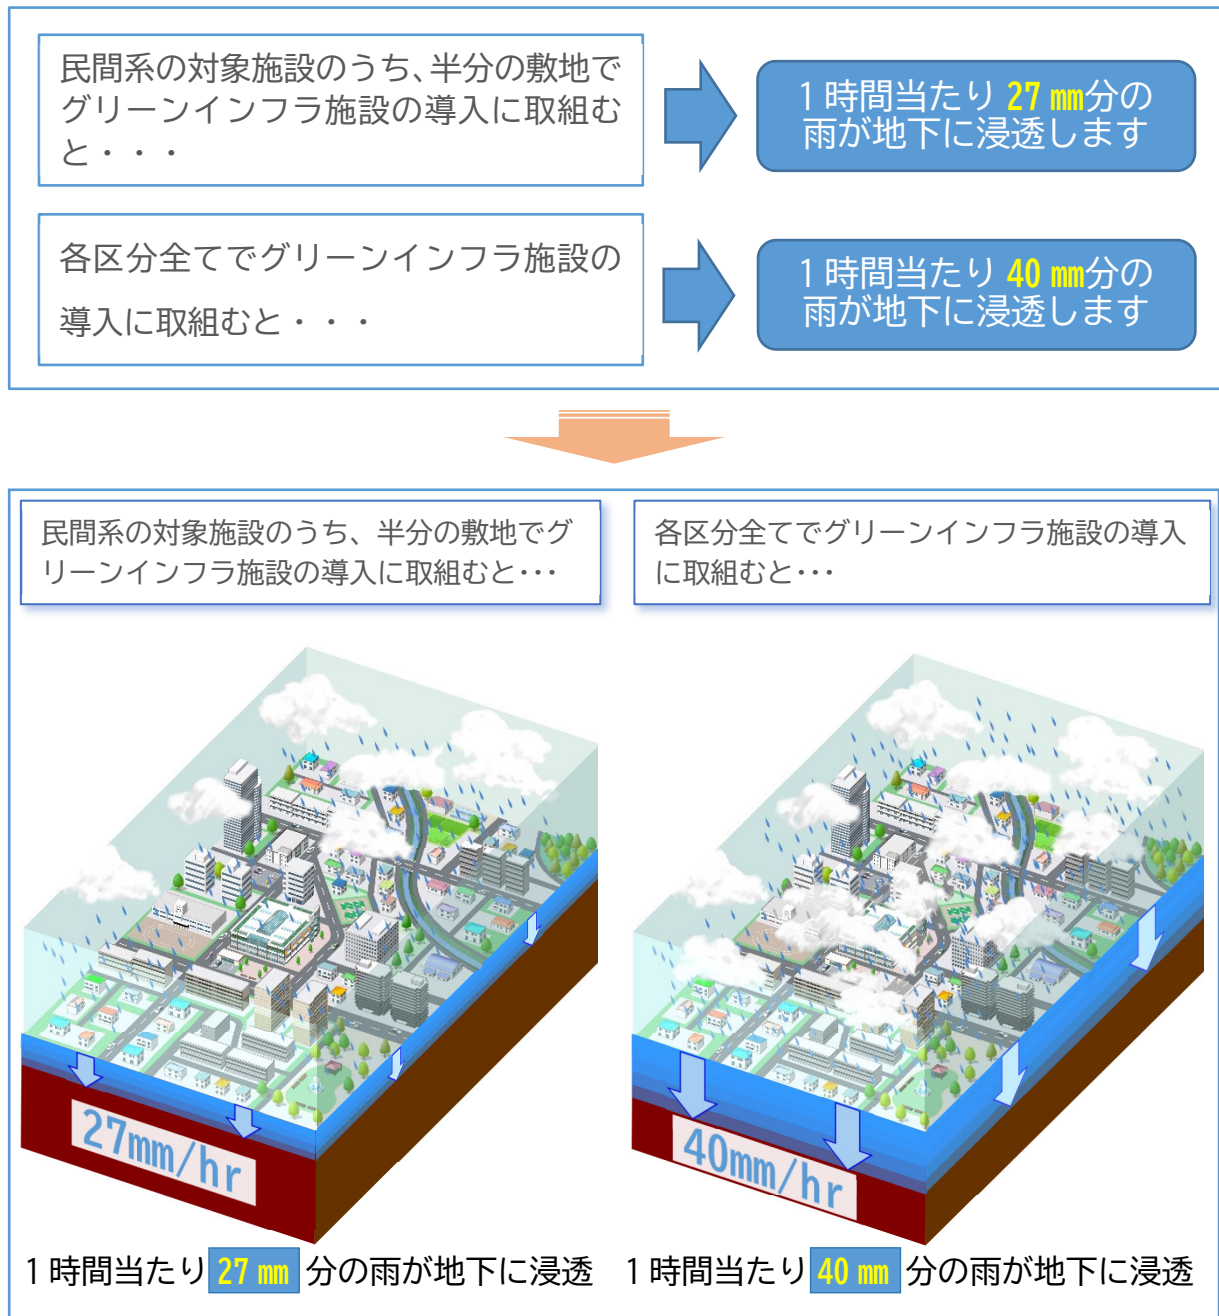 民間系の対象施設のうち、半分の敷地で
グリーンインフラ施設の導入に取組む
と・・・
1時間当たり 27 ㎜分の
雨が地下に浸透します
各区分全てでグリーンインフラ施設の
導入に取組むと・・・
1時間当たり 40 ㎜分の
雨が地下に浸透します
民間系の対象施設のうち、半分の敷地でグ
リーンインフラ施設の導入に取組むと･･･
各区分全てでグリーンインフラ施設の導入
に取組むと･･･
27mm/hr
40mm/hr
1時間当たり 27 ㎜ 分の雨が地下に浸透
1時間当たり 40 ㎜ 分の雨が地下に浸透